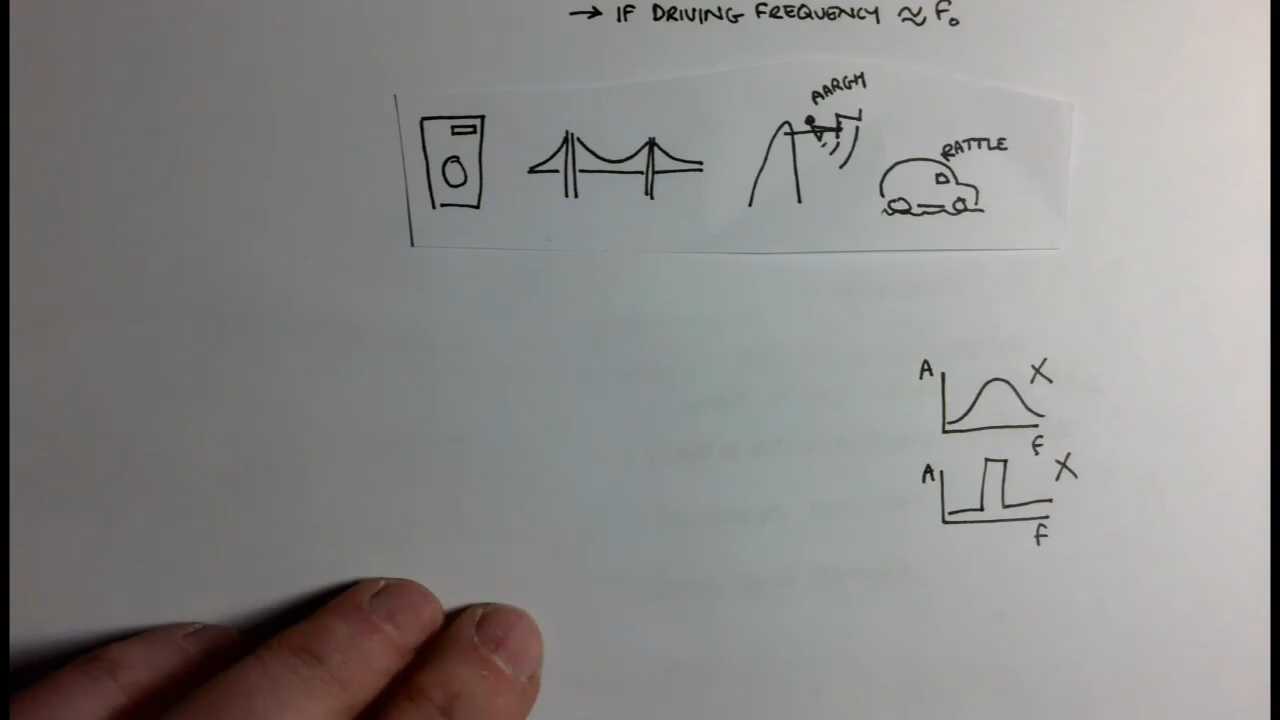 → IF DRIVING FREQUENCY ≈ F₀
AARGH
RATTLE
A
X
F
A
X
F